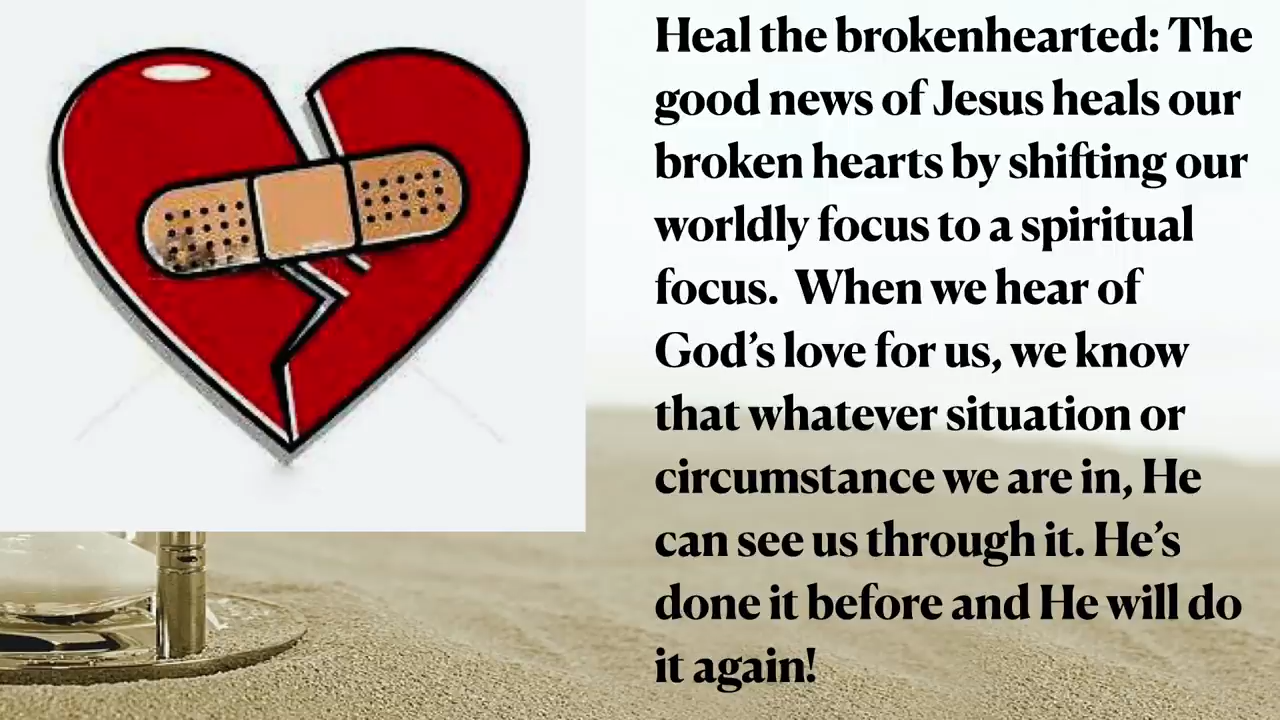 Heal the brokenhearted: The
good news of Jesus heals our
broken hearts by shifting our
worldly focus to a spiritual
focus.  When we hear of
God’s love for us, we know
that whatever situation or
circumstance we are in, He
can see us through it. He’s
done it before and He will do
it again!